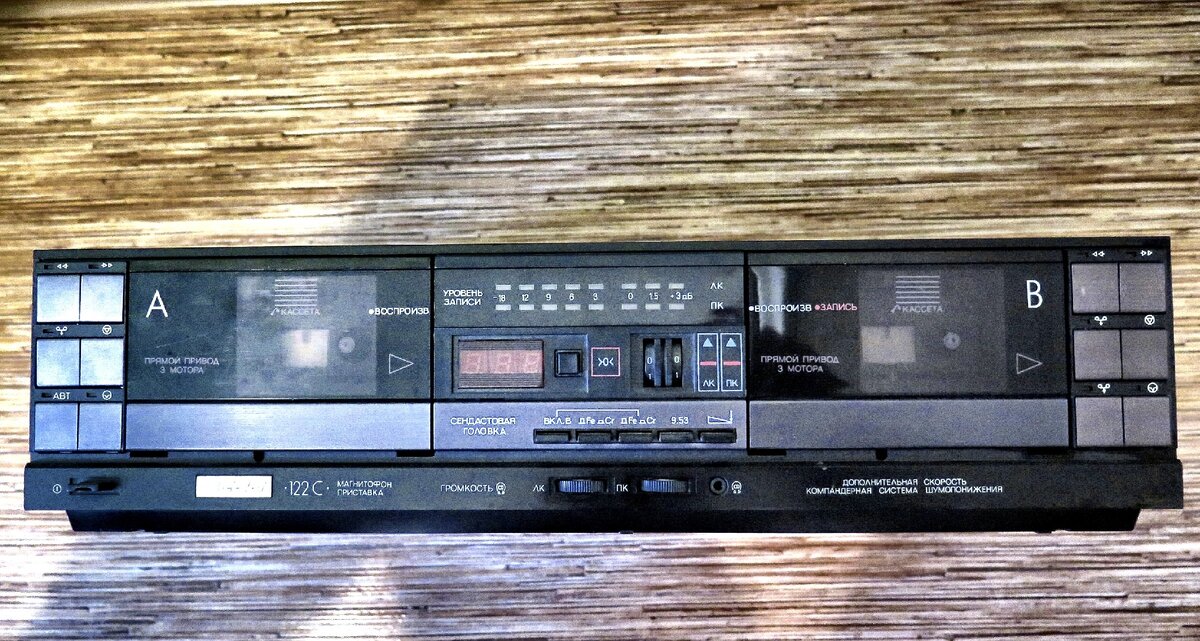 A
КАССЕТА
•ВОСПРОИЗВ
ПРЯМОЙ ПРИВОД
3 МОТОРА
УРОВЕНЬ
ЗАПИСИ
-18 12 9 6 3 0 1.5 +3 дБ
ЛК
ПК
ЛК ПК
СЕНДАСТОВАЯ
ГОЛОВКА
ВКЛ.В Fe Cr Fe Cr 9.53
•ВОСПРОИЗВ •ЗАПИСЬ
КАССЕТА
B
ПРЯМОЙ ПРИВОД
3 МОТОРА
АВТ
·122 С·
МАГНИТОФОН
ПРИСТАВКА
ГРОМКОСТЬ ЛК ПК
ДОПОЛНИТЕЛЬНАЯ СКОРОСТЬ
КОМПАНДЕРНАЯ СИСТЕМА ШУМОПОНИЖЕНИЯ